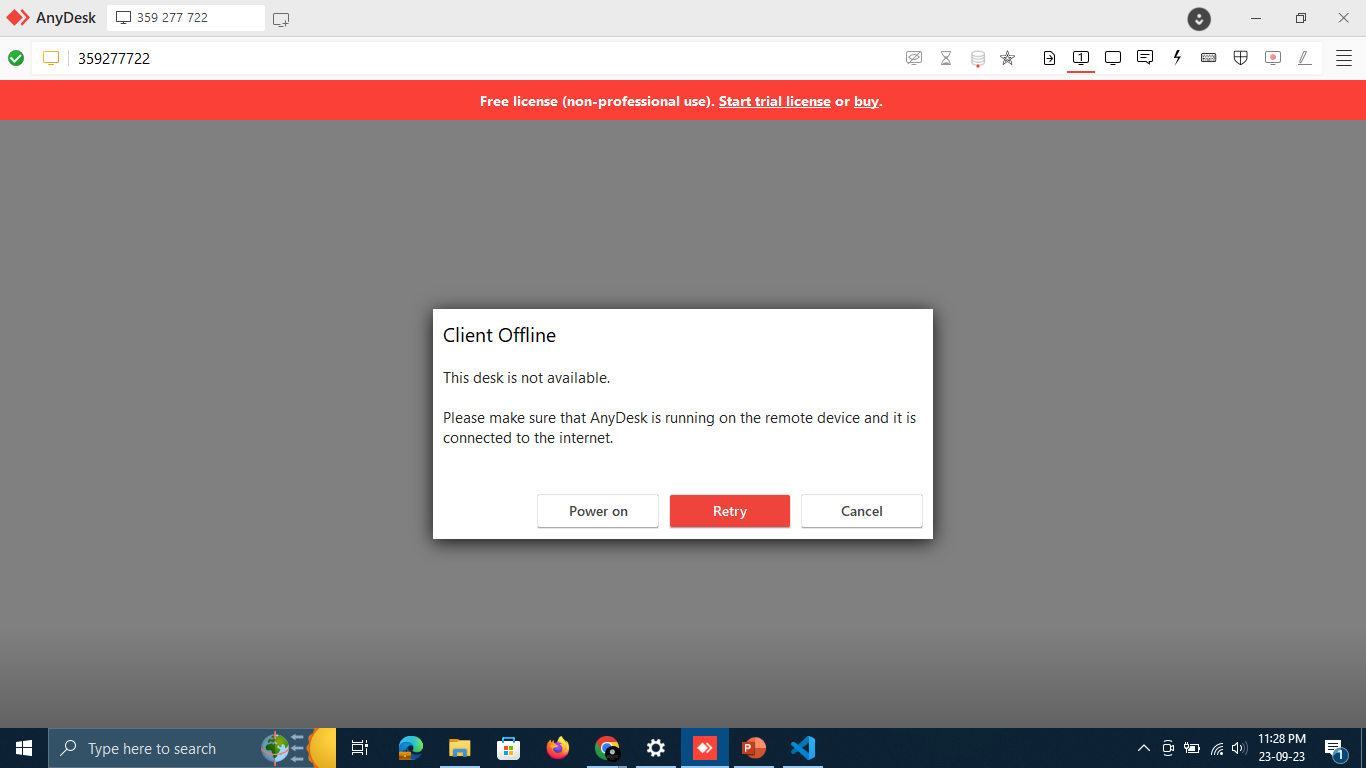 AnyDesk
359 277 722
359277722
1
Free license (non-professional use). Start trial license or buy.
Client Offline
This desk is not available.
Please make sure that AnyDesk is running on the remote device and it is
connected to the internet.
Power on
Retry
Cancel
Type here to search
P
11:28 PM
23-09-23
1